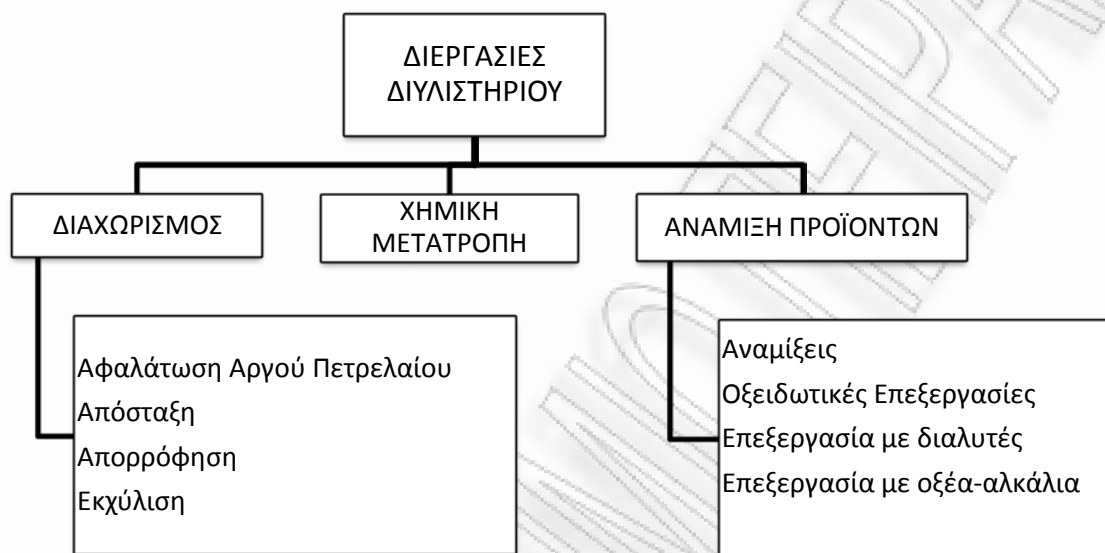 ΔΙΕΡΓΑΣΙΕΣ
ΔΙΥΛΙΣΤΗΡΙΟΥ
ΔΙΑΧΩΡΙΣΜΟΣ
ΧΗΜΙΚΗ
ΜΕΤΑΤΡΟΠΗ
ΑΝΑΜΙΞΗ ΠΡΟΪΟΝΤΩΝ
Αφαλάτωση Αργού Πετρελαίου
Απόσταξη
Απορρόφηση
Εκχύλιση
Αναμίξεις
Οξειδωτικές Επεξεργασίες
Επεξεργασία με διαλυτές
Επεξεργασία με οξέα-αλκάλια